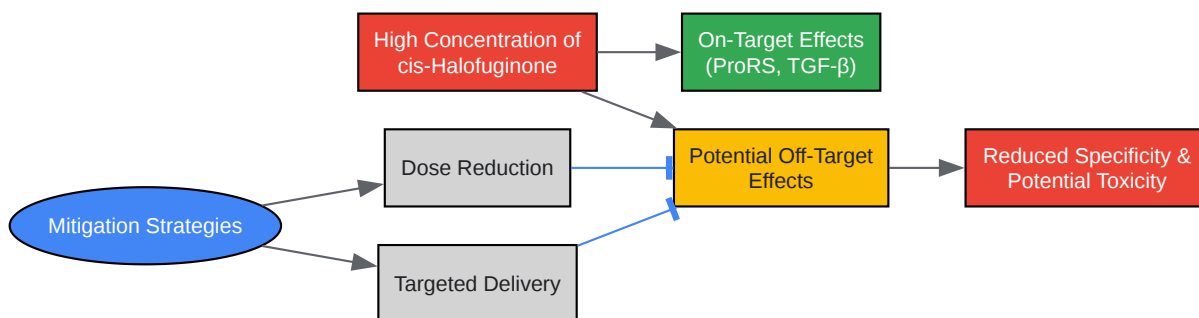 High Concentration of
cis-Halofuginone
On-Target Effects
(ProRS, TGF-β)
Dose Reduction
Potential Off-Target
Effects
Reduced Specificity &
Potential Toxicity
Mitigation Strategies
Targeted Delivery